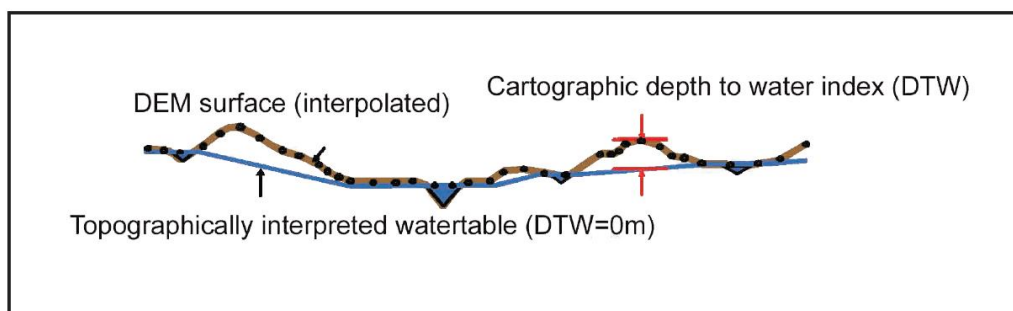 Cartographic depth to water index (DTW)
DEM surface (interpolated)
Topographically interpreted watertable (DTW=0m)